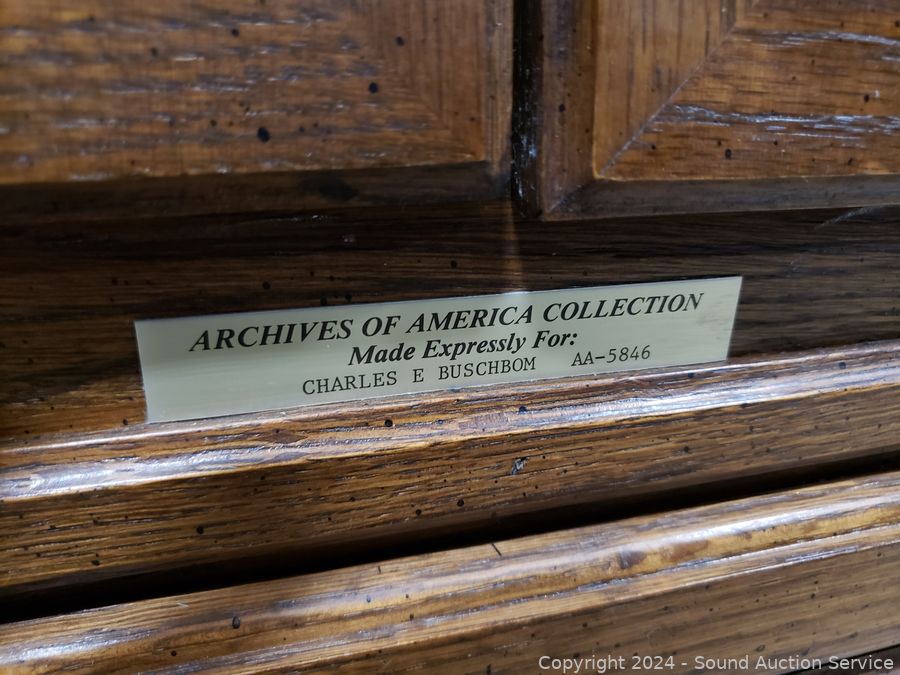 ARCHIVES OF AMERICA COLLECTION
Made Expressly For:
CHARLES E BUSCHBOM AA-5846
Copyright 2024 - Sound Auction Service